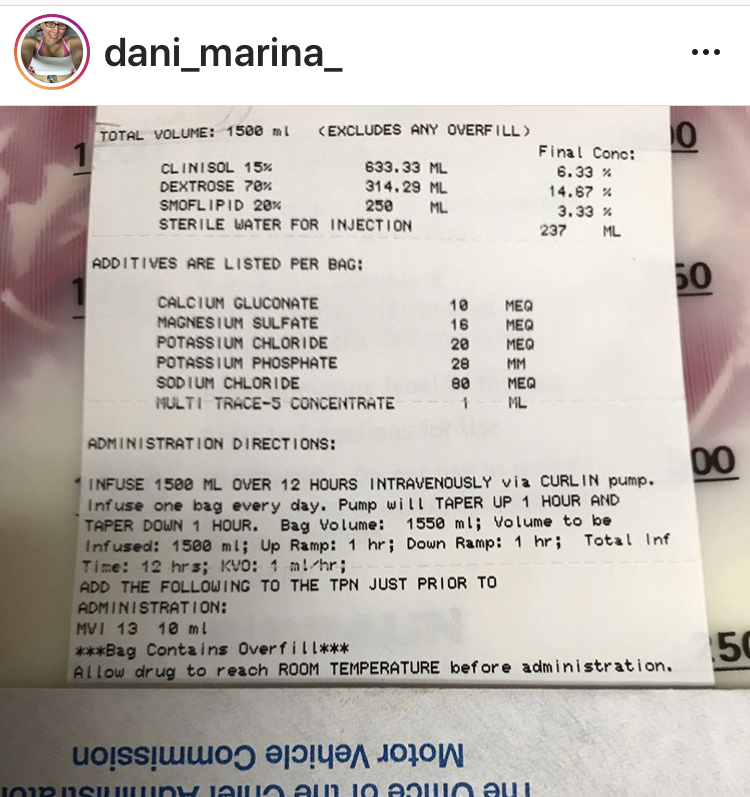 dani_marina_
TOTAL VOLUME: 1500 ml (EXCLUDES ANY OVERFILL)
Final Conc:
CLINISOL 15% 633.33 ML 6.33 %
DEXTROSE 70% 314.29 ML 14.67 %
SMOFLIPID 20% 250 ML 3.33 %
STERILE WATER FOR INJECTION 237 ML
ADDITIVES ARE LISTED PER BAG:
CALCIUM GLUCONATE 10 MEQ
MAGNESIUM SULFATE 16 MEQ
POTASSIUM CHLORIDE 20 MEQ
POTASSIUM PHOSPHATE 28 MM
SODIUM CHLORIDE 80 MEQ
MULTI TRACE-5 CONCENTRATE 1 ML
ADMINISTRATION DIRECTIONS:
INFUSE 1500 ML OVER 12 HOURS INTRAVENOUSLY via CURLIN pump.
Infuse one bag every day. Pump will TAPER UP 1 HOUR AND
TAPER DOWN 1 HOUR. Bag Volume: 1550 ml; Volume to be
Infused: 1500 ml; Up Ramp: 1 hr; Down Ramp: 1 hr; Total Inf
Time: 12 hrs; KVO: 1 ml/hr;
ADD THE FOLLOWING TO THE TPN JUST PRIOR TO
ADMINISTRATION:
MVI 13 10 ml
***Bag Contains Overfill***
Allow drug to reach ROOM TEMPERATURE before administration.
Motor Vehicle Commission
The Office of the Chief Administrator